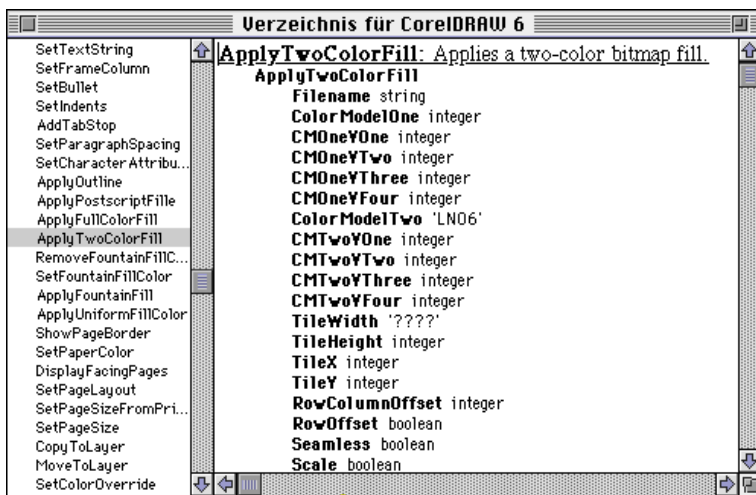 Verzeichnis für CorelDRAW 6
SetTextString
SetFrameColumn
SetBullet
SetIndents
AddTabStop
SetParagraphSpacing
SetCharacterAttribu...
ApplyOutline
ApplyPostscriptFille
ApplyFullColorFill
ApplyTwoColorFill
RemoveFountainFillC...
SetFountainFillColor
ApplyFountainFill
ApplyUniformFillColor
ShowPageBorder
SetPaperColor
DisplayFacingPages
SetPageLayout
SetPageSizeFromPri...
SetPageSize
CopyToLayer
MoveToLayer
SetColorOverride
ApplyTwoColorFill: Applies a two-color bitmap fill.
ApplyTwoColorFill
Filename string
ColorModelOne integer
CMOneVOne integer
CMOneVTwo integer
CMOneVThree integer
CMOneVFour integer
ColorModelTwo 'LN06'
CMTwoVOne integer
CMTwoVTwo integer
CMTwoVThree integer
CMTwoVFour integer
TileWidth '????'
TileHeight integer
TileX integer
TileY integer
RowColumnOffset integer
RowOffset boolean
Seamless boolean
Scale boolean